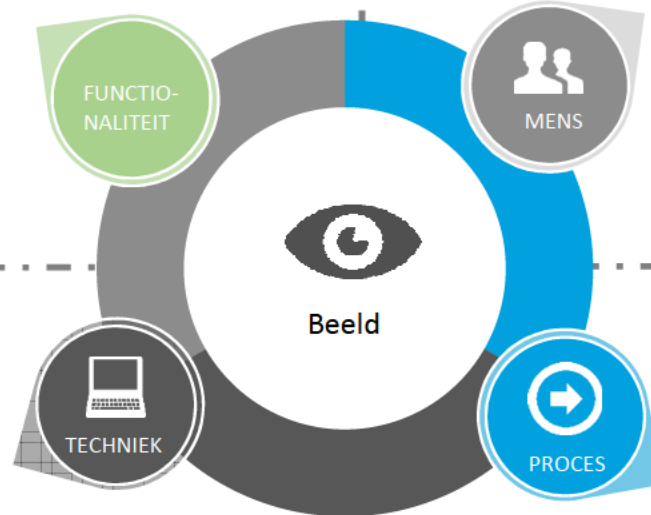 FUNCTIO-
NALITEIT
MENS
Beeld
TECHNIEK
PROCES